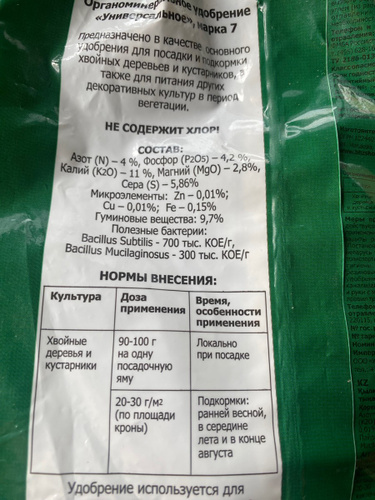 Органоминеральное удобрение
«Универсальное», марка 7
Предназначено в качестве основного
удобрения для посадки и подкормки
хвойных деревьев и кустарников, а
также для питания других
декоративных культур в период
вегетации.
НЕ СОДЕРЖИТ ХЛОР!
СОСТАВ:
Азот (N) – 4 %, Фосфор (P2O5) – 4,2 %,
Калий (K2O) – 11 %, Магний (MgO) – 2,8%,
Сера (S) – 5,86%
Микроэлементы: Zn – 0,01%;
Cu – 0,01%; Fe – 0,15%
Гуминовые вещества: 9,7%
Полезные бактерии:
Bacillus Subtilis - 700 тыс. КОЕ/г,
Bacillus Mucilaginosus - 300 тыс. КОЕ/г
НОРМЫ ВНЕСЕНИЯ:
Культура
Доза
применения
Время,
особенности
применения
Хвойные
деревья и
кустарники
90-100 г
на одну
посадочную
яму
Локально
при посадке
20-30 г/м2
(по площади
кроны)
Подкормки:
ранней весной,
в середине
лета и в конце
августа
Удобрение используется для